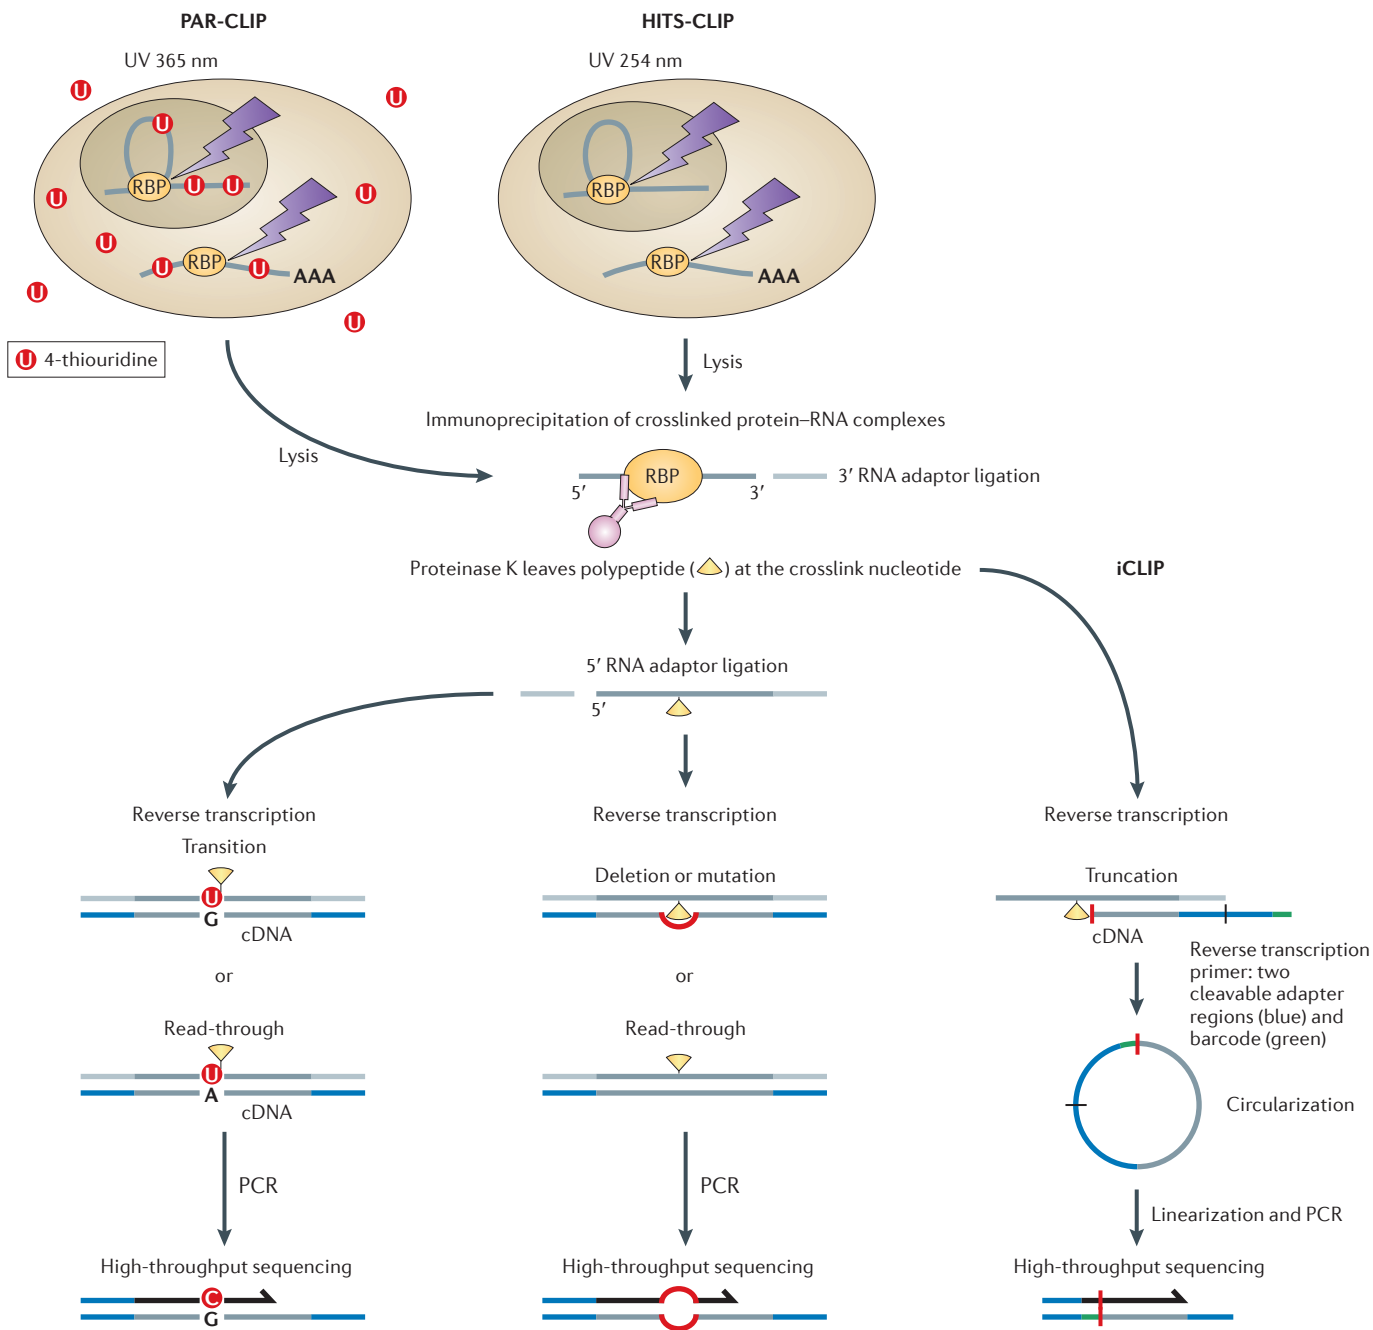 PAR-CLIP
HITS-CLIP
UV 365 nm
UV 254 nm
U
U
U
RBP
U
U
U
U
U
U
RBP
U
AAA
U
U
RBP
RBP
AAA
U 4-thiouridine
Lysis
Lysis
Immunoprecipitation of crosslinked protein–RNA complexes
RBP
5′
3′
3′ RNA adaptor ligation
Proteinase K leaves polypeptide ( ) at the crosslink nucleotide
iCLIP
5′ RNA adaptor ligation
5′
Reverse transcription
Transition
U
G
cDNA
or
Read-through
U
A
cDNA
PCR
High-throughput sequencing
C
G
Reverse transcription
Deletion or mutation
or
Read-through
PCR
High-throughput sequencing
Reverse transcription
Truncation
cDNA
Reverse transcription
primer: two
cleavable adapter
regions (blue) and
barcode (green)
Circularization
Linearization and PCR
High-throughput sequencing